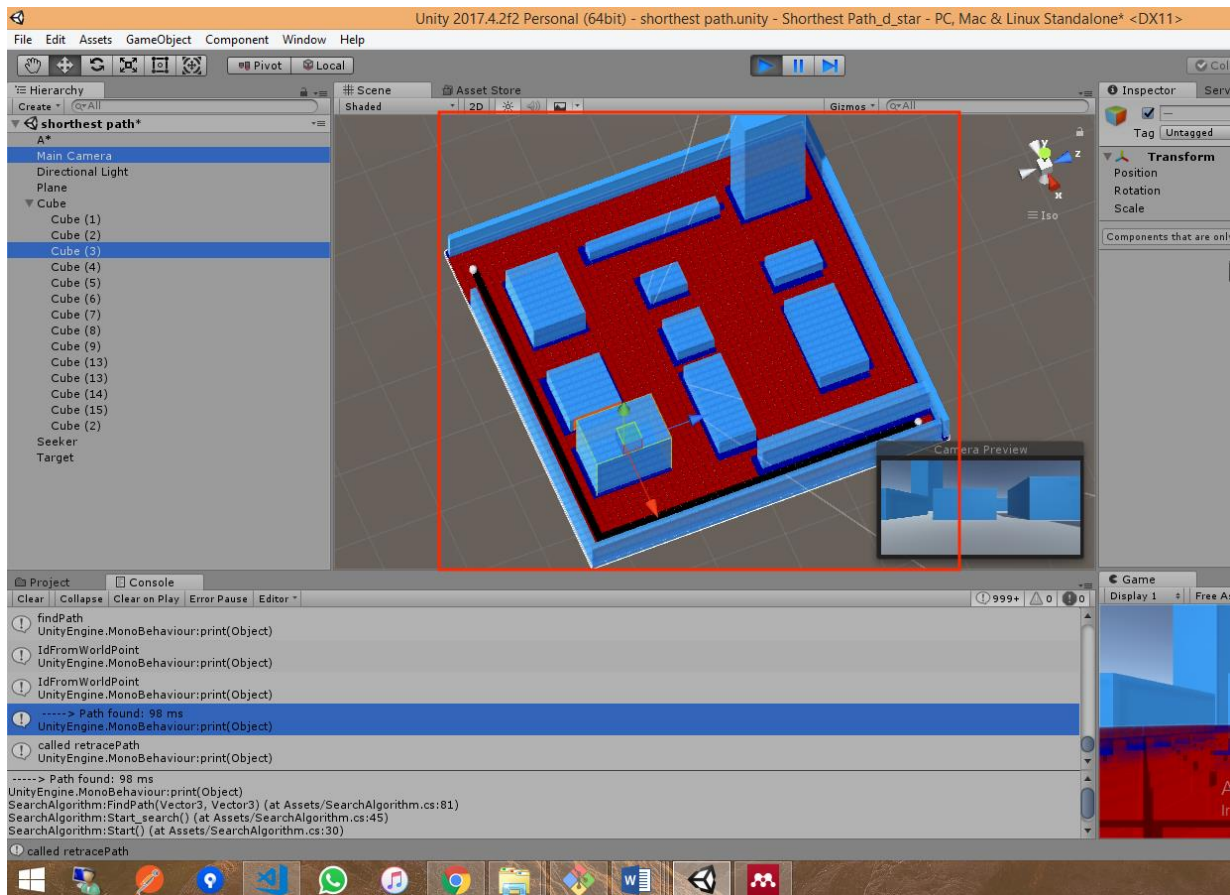 Unity 2017.4.2f2 Personal (64bit) - shorthest path.unity - Shorthest Path_d_star - PC, Mac & Linux Standalone* <DX11>
File Edit Assets GameObject Component Window Help
Pivot Local Col
Hierarchy
Create All
shorthest path*
A*
Main Camera
Directional Light
Plane
Cube
Cube (1)
Cube (2)
Cube (3)
Cube (4)
Cube (5)
Cube (6)
Cube (7)
Cube (8)
Cube (9)
Cube (13)
Cube (13)
Cube (14)
Cube (15)
Cube (2)
Seeker
Target
Scene Asset Store
Shaded 2D Gizmos All
y
z
x
Iso
Camera Preview
Inspector Serv
—
Tag Untagged
Transform
Position
Rotation
Scale
Components that are onl
Project Console
Clear Collapse Clear on Play Error Pause Editor 999+ 0 0
findPath
UnityEngine.MonoBehaviour:print(Object)
IdFromWorldPoint
UnityEngine.MonoBehaviour:print(Object)
IdFromWorldPoint
UnityEngine.MonoBehaviour:print(Object)
-----> Path found: 98 ms
UnityEngine.MonoBehaviour:print(Object)
called retracePath
UnityEngine.MonoBehaviour:print(Object)
-----> Path found: 98 ms
UnityEngine.MonoBehaviour:print(Object)
SearchAlgorithm:FindPath(Vector3, Vector3) (at Assets/SearchAlgorithm.cs:81)
SearchAlgorithm:Start_search() (at Assets/SearchAlgorithm.cs:45)
SearchAlgorithm:Start() (at Assets/SearchAlgorithm.cs:30)
called retracePath
Game
Display 1 Free As
A